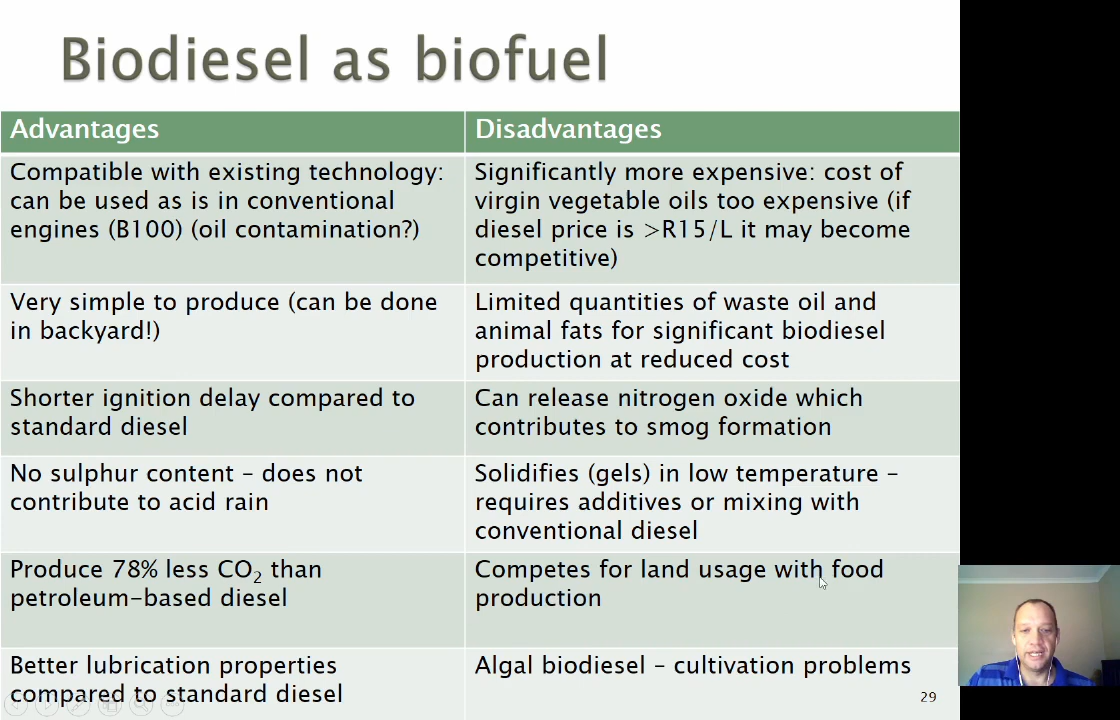 Biodiesel as biofuel
Advantages
Disadvantages
Compatible with existing technology:
can be used as is in conventional
engines (B100) (oil contamination?)
Significantly more expensive: cost of
virgin vegetable oils too expensive (if
diesel price is >R15/L it may become
competitive)
Very simple to produce (can be done
in backyard!)
Limited quantities of waste oil and
animal fats for significant biodiesel
production at reduced cost
Shorter ignition delay compared to
standard diesel
Can release nitrogen oxide which
contributes to smog formation
No sulphur content – does not
contribute to acid rain
Solidifies (gels) in low temperature –
requires additives or mixing with
conventional diesel
Produce 78% less CO₂ than
petroleum-based diesel
Competes for land usage with food
production
Better lubrication properties
compared to standard diesel
Algal biodiesel – cultivation problems
29